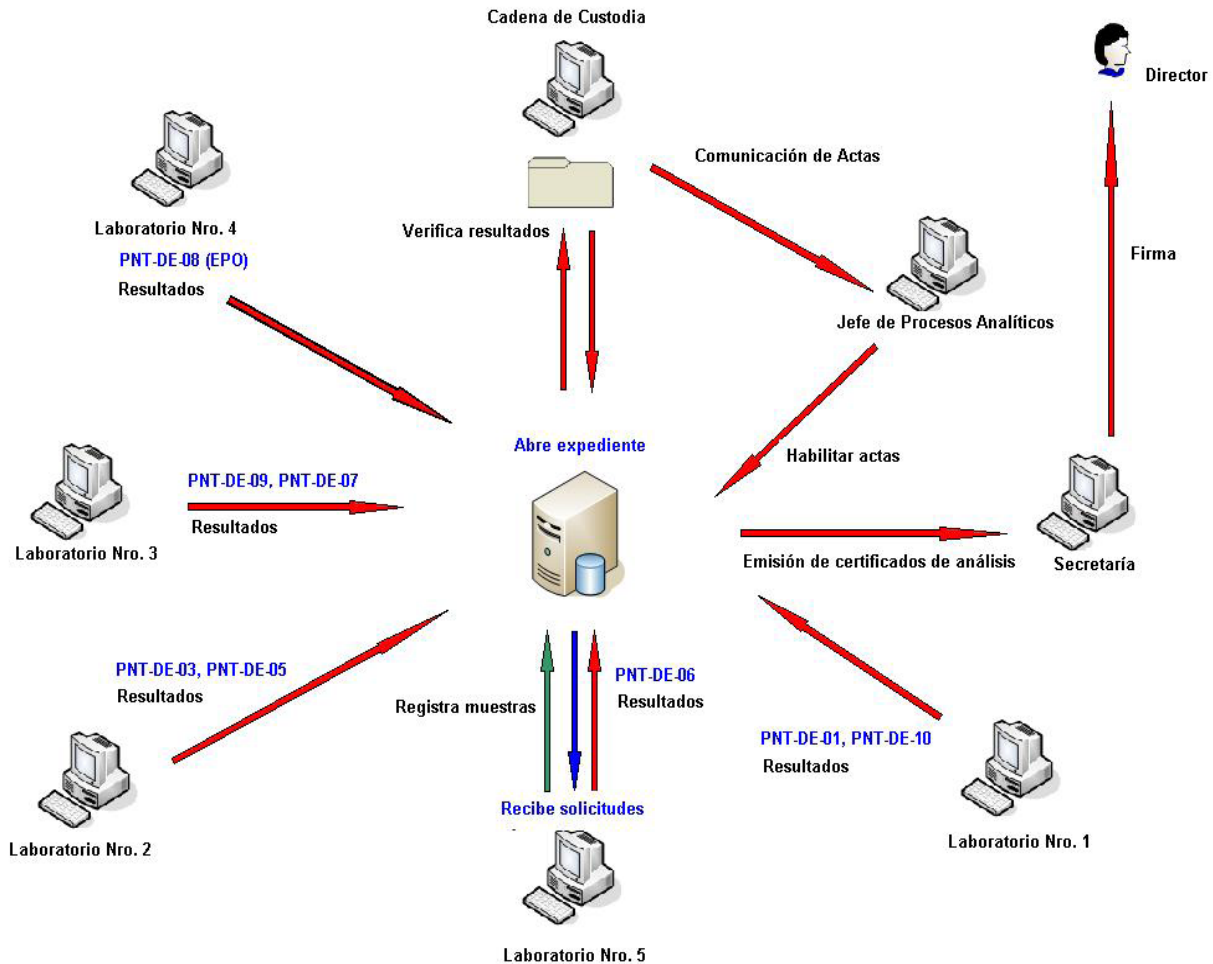 Cadena de Custodia
Director
Comunicación de Actas
Laboratorio Nro. 4
Verifica resultados
PNT-DE-08 (EPO)
Firma
Resultados
Jefe de Procesos Analíticos
Abre expediente
Habilitar actas
PNT-DE-09, PNT-DE-07
Resultados
Laboratorio Nro. 3
Emisión de certificados de análisis
Secretaría
PNT-DE-03, PNT-DE-05
Resultados
PNT-DE-06
Resultados
Registra muestras
PNT-DE-01, PNT-DE-10
Resultados
Recibe solicitudes
Laboratorio Nro. 2
Laboratorio Nro. 1
Laboratorio Nro. 5